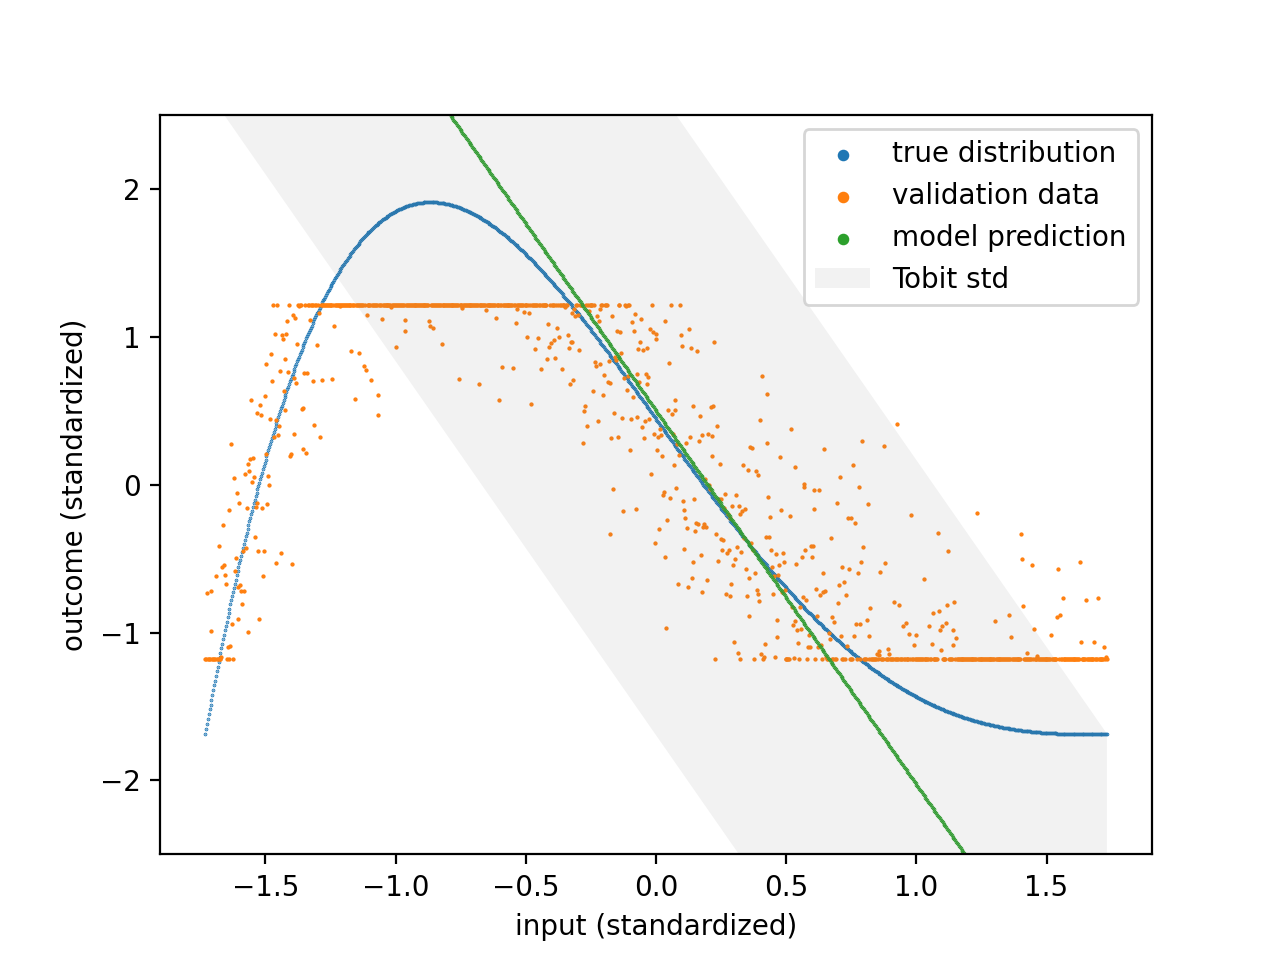 true distribution
validation data
model prediction
Tobit std
2
1
0
−1
−2
outcome (standardized)
−1.5 −1.0 −0.5 0.0 0.5 1.0 1.5
input (standardized)